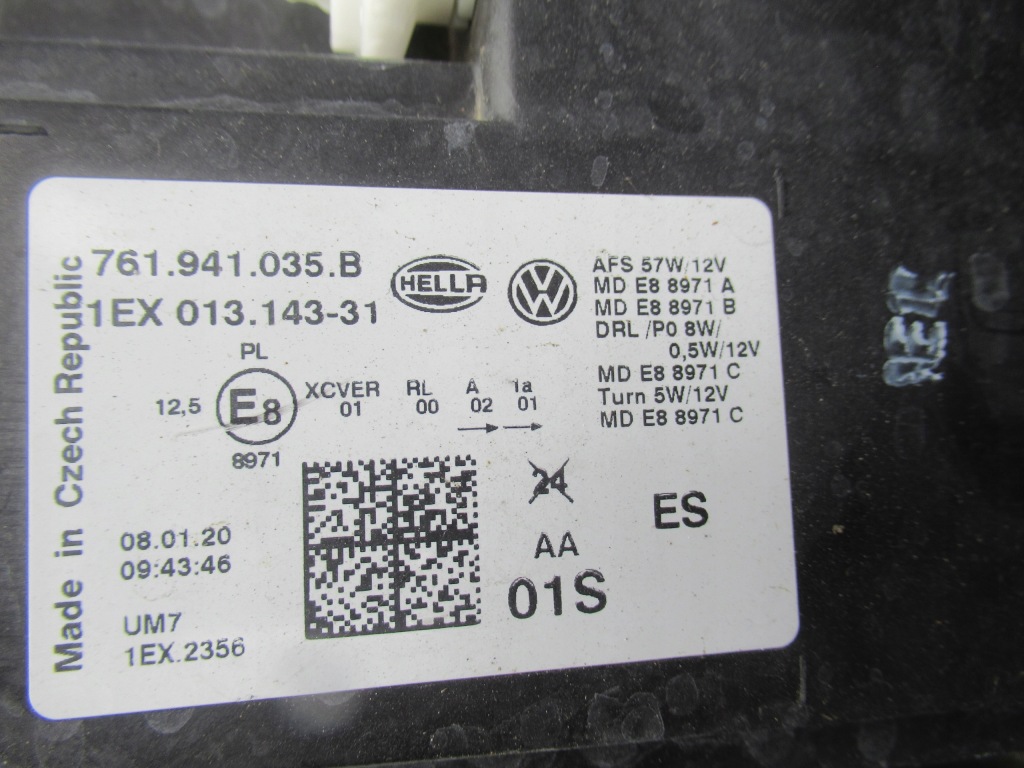 Made in Czech Republic
761.941.035.B
1EX 013.143-31
HELLA
VW
AFS 57W/12V
MD E8 8971 A
MD E8 8971 B
DRL/P0 8W/
0,5W/12V
MD E8 8971 C
Turn 5W/12V
MD E8 8971 C
PL
12,5
E8
8971
XCVER RL A 1a
01 00 02 01
24
ES
AA
01S
08.01.20
09:43:46
UM7
1EX.2356